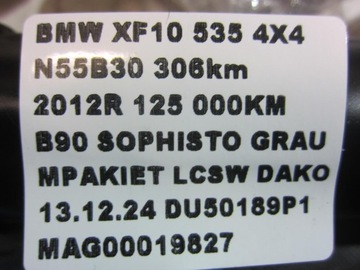 BMW XF10 535 4X4
N55B30 306km
2012R 125 000KM
B90 SOPHISTO GRAU
MPAKIET LCSW DAKO
13.12.24 DU50189P1
MAG00019827